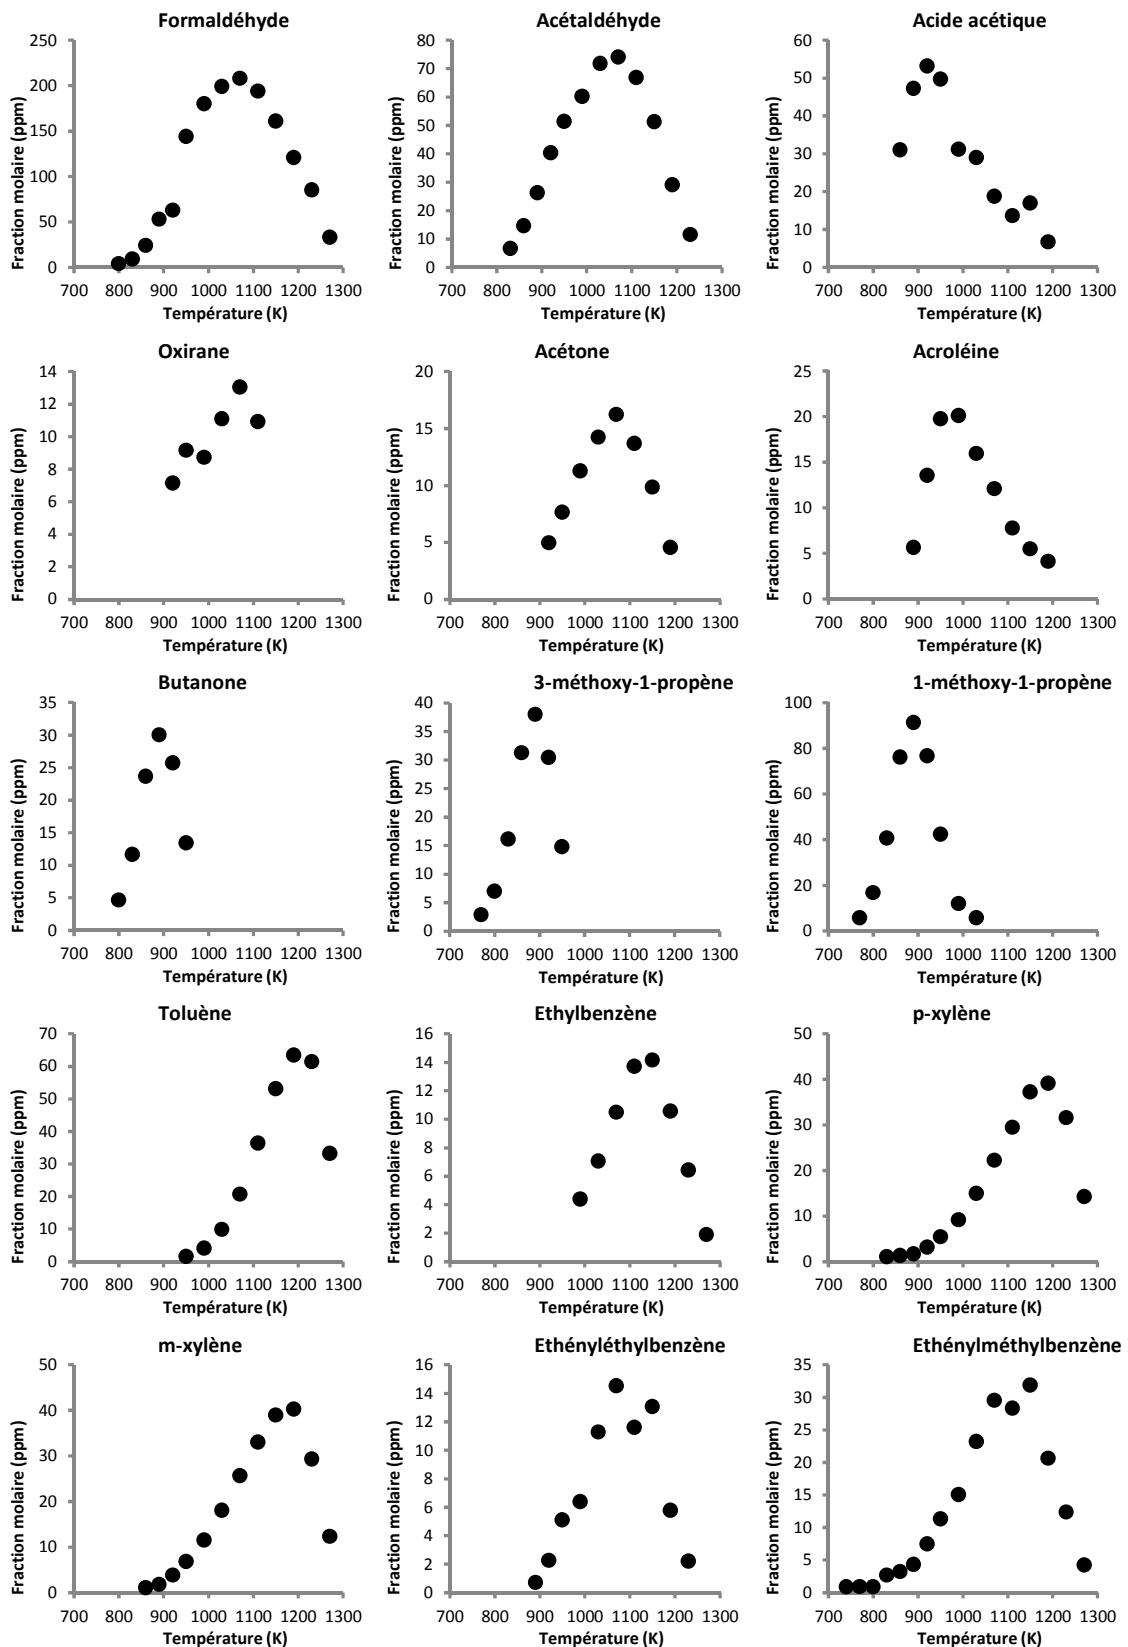 Formaldéhyde
Fraction molaire (ppm)
250
200
150
100
50
0
700 800 900 1000 1100 1200 1300
Température (K)
Acétaldéhyde
Fraction molaire (ppm)
80
70
60
50
40
30
20
10
0
700 800 900 1000 1100 1200 1300
Température (K)
Acide acétique
Fraction molaire (ppm)
60
50
40
30
20
10
0
700 800 900 1000 1100 1200 1300
Température (K)
Oxirane
Fraction molaire (ppm)
14
12
10
8
6
4
2
0
700 800 900 1000 1100 1200 1300
Température (K)
Acétone
Fraction molaire (ppm)
20
15
10
5
0
700 800 900 1000 1100 1200 1300
Température (K)
Acroléine
Fraction molaire (ppm)
25
20
15
10
5
0
700 800 900 1000 1100 1200 1300
Température (K)
Butanone
Fraction molaire (ppm)
35
30
25
20
15
10
5
0
700 800 900 1000 1100 1200 1300
Température (K)
3-méthoxy-1-propène
Fraction molaire (ppm)
40
35
30
25
20
15
10
5
0
700 800 900 1000 1100 1200 1300
Température (K)
1-méthoxy-1-propène
Fraction molaire (ppm)
100
80
60
40
20
0
700 800 900 1000 1100 1200 1300
Température (K)
Toluène
Fraction molaire (ppm)
70
60
50
40
30
20
10
0
700 800 900 1000 1100 1200 1300
Température (K)
Ethylbenzène
Fraction molaire (ppm)
16
14
12
10
8
6
4
2
0
700 800 900 1000 1100 1200 1300
Température (K)
p-xylène
Fraction molaire (ppm)
50
40
30
20
10
0
700 800 900 1000 1100 1200 1300
Température (K)
m-xylène
Fraction molaire (ppm)
50
40
30
20
10
0
700 800 900 1000 1100 1200 1300
Température (K)
Ethényléthylbenzène
Fraction molaire (ppm)
16
14
12
10
8
6
4
2
0
700 800 900 1000 1100 1200 1300
Température (K)
Ethénylméthylbenzène
Fraction molaire (ppm)
35
30
25
20
15
10
5
0
700 800 900 1000 1100 1200 1300
Température (K)